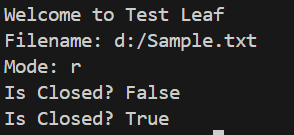 Welcome to Test Leaf
Filename: d:/Sample.txt
Mode: r
Is Closed? False
Is Closed? True